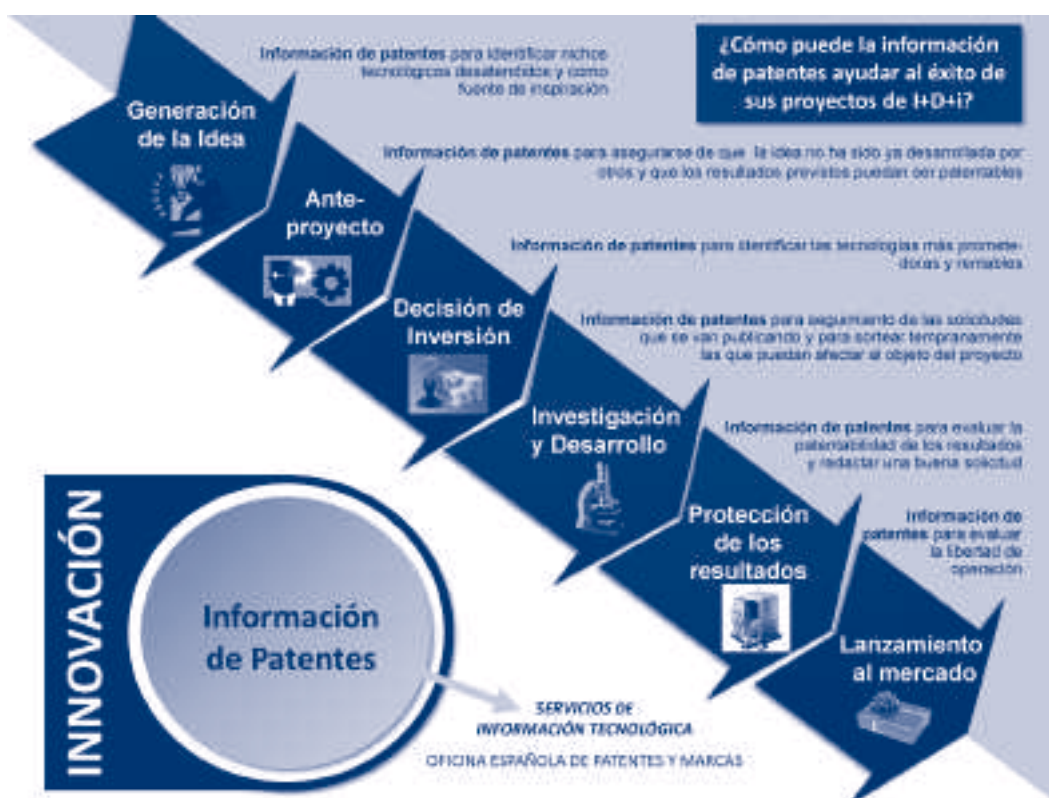 ¿Cómo puede la información
de patentes ayudar al éxito de
sus proyectos de I+D+i?
Generación
de la Idea
Información de patentes para identificar nichos
tecnológicos desatendidos y como
fuente de inspiración
Ante-
proyecto
Información de patentes para asegurarse de que la idea no ha sido ya desarrollada por
otros y que los resultados previstos puedan ser patentables
Decisión de
Inversión
Información de patentes para identificar las tecnologías más promete-
doras y rentables
Investigación
y Desarrollo
Información de patentes para seguimiento de las solicitudes
que se van publicando y para sortear tempranamente
las que puedan afectar al objeto del proyecto
Protección
de los
resultados
Información de patentes para evaluar la
patentabilidad de los resultados
y redactar una buena solicitud
Lanzamiento
al mercado
Información de
patentes para evaluar
la libertad de
operación
INNOVACIÓN
Información
de Patentes
SERVICIOS DE
INFORMACIÓN TECNOLÓGICA
OFICINA ESPAÑOLA DE PATENTES Y MARCAS